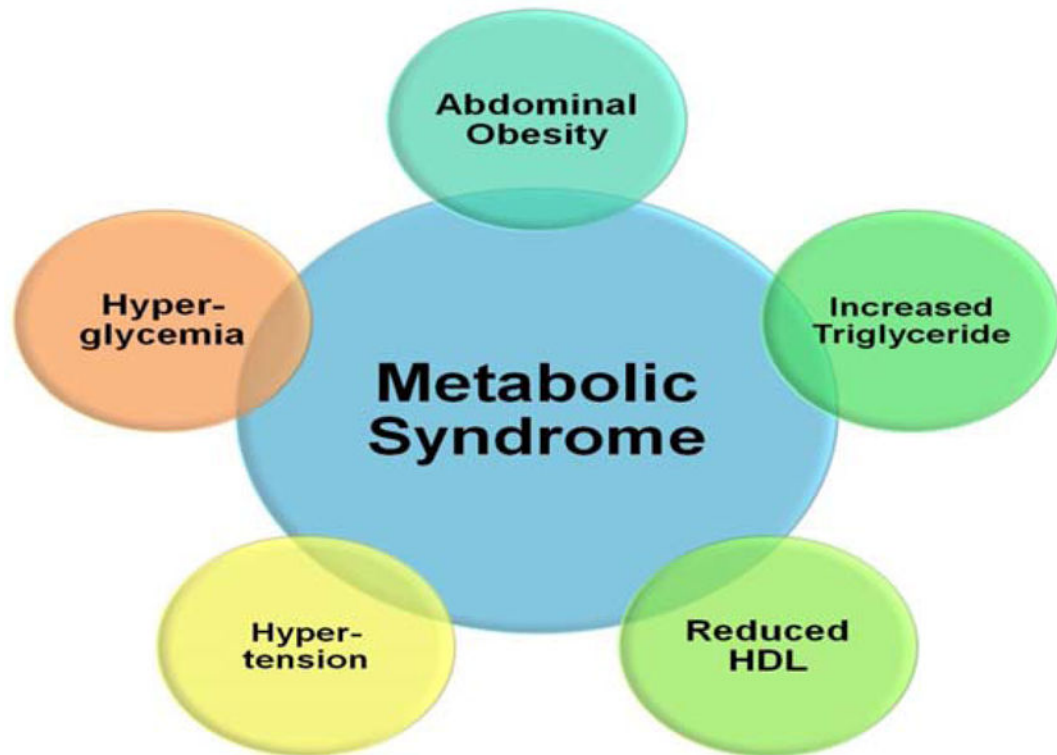 Abdominal
Obesity
Hyper-
glycemia
Increased
Triglyceride
Metabolic
Syndrome
Hyper-
tension
Reduced
HDL